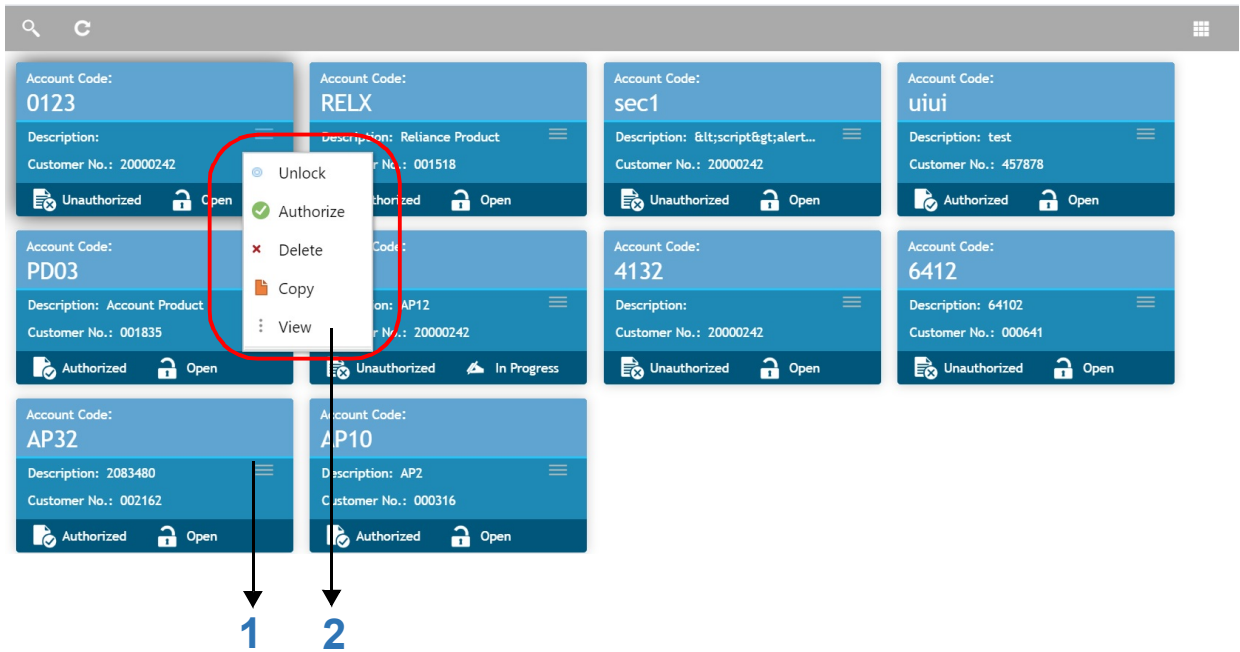 Account Code:
0123
Description:
Customer No.: 20000242
Unauthorized Open
Account Code:
RELX
Description: Reliance Product
r No.: 001518
thorized Open
Account Code:
sec1
Description: &lt;script&gt;alert...
Customer No.: 20000242
Unauthorized Open
Account Code:
uiui
Description: test
Customer No.: 457878
Authorized Open
Unlock
Authorize
Delete
Copy
View
Account Code:
PD03
Description: Account Product
Customer No.: 001835
Authorized Open
Code:
on: AP12
r No.: 20000242
Unauthorized In Progress
Account Code:
4132
Description:
Customer No.: 20000242
Unauthorized Open
Account Code:
6412
Description: 64102
Customer No.: 000641
Unauthorized Open
Account Code:
AP32
Description: 2083480
Customer No.: 002162
Authorized Open
Account Code:
AP10
Description: AP2
Customer No.: 000316
Authorized Open
1 2